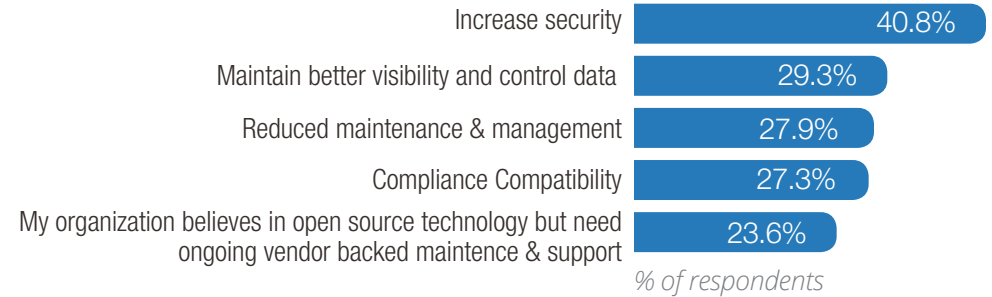 Increase security 40.8%
Maintain better visibility and control data 29.3%
Reduced maintenance & management 27.9%
Compliance Compatibility 27.3%
My organization believes in open source technology but need
ongoing vendor backed maintence & support 23.6%
% of respondents